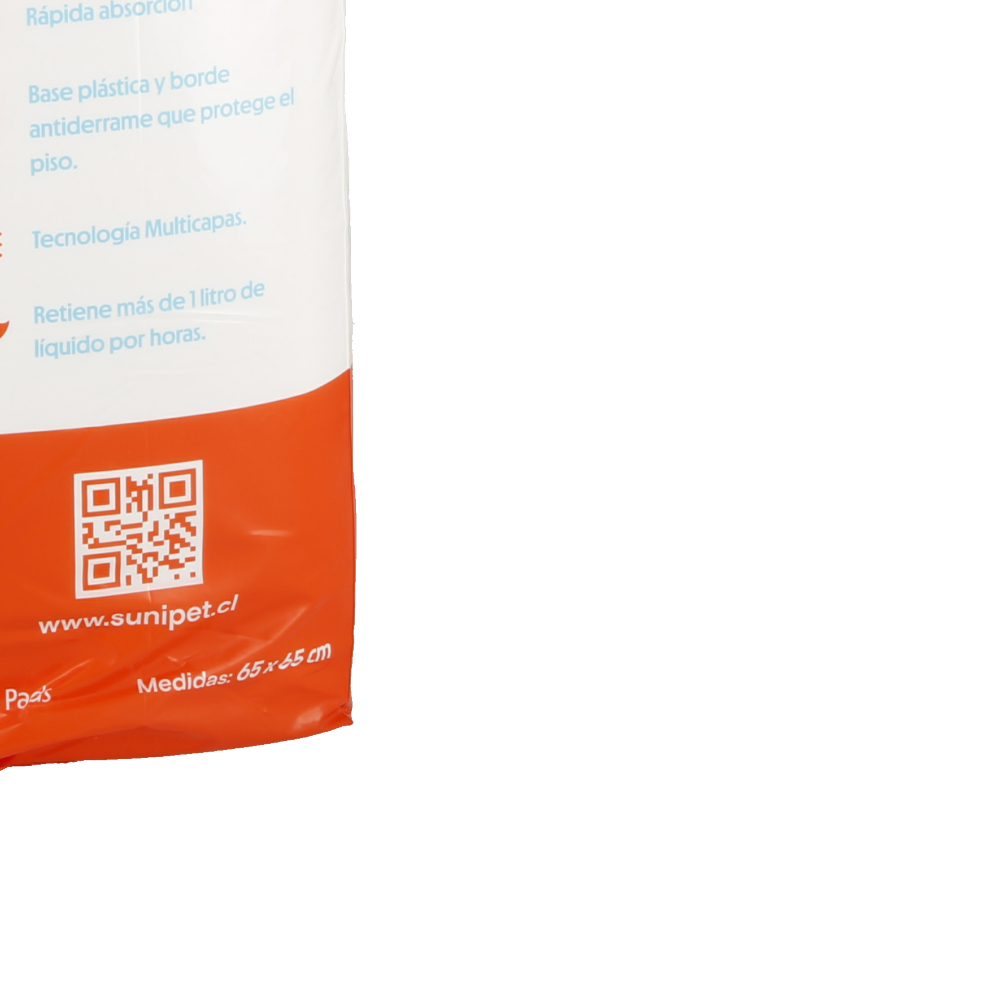 Rápida absorción
Base plástica y borde
antiderrame que protege el
piso.
Tecnología Multicapas.
Retiene más de 1 litro de
líquido por horas.
www.sunipet.cl
Medidas: 65 x 65 cm
Pad's